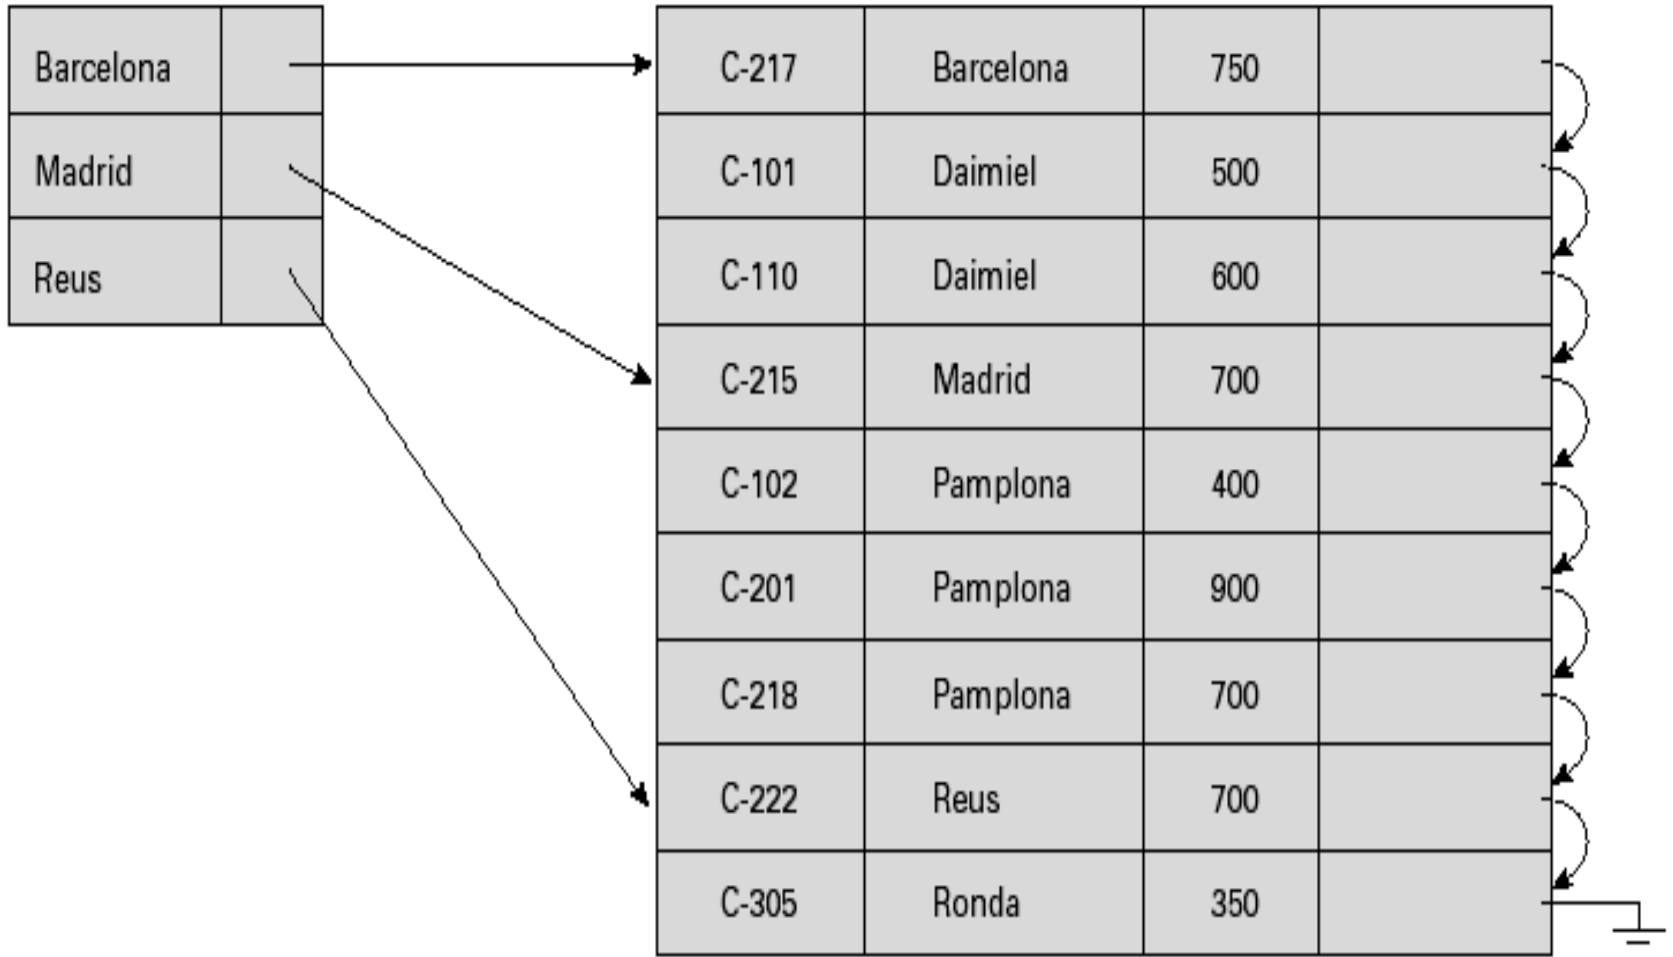 Barcelona
Madrid
Reus
C-217 Barcelona 750
C-101 Daimiel 500
C-110 Daimiel 600
C-215 Madrid 700
C-102 Pamplona 400
C-201 Pamplona 900
C-218 Pamplona 700
C-222 Reus 700
C-305 Ronda 350